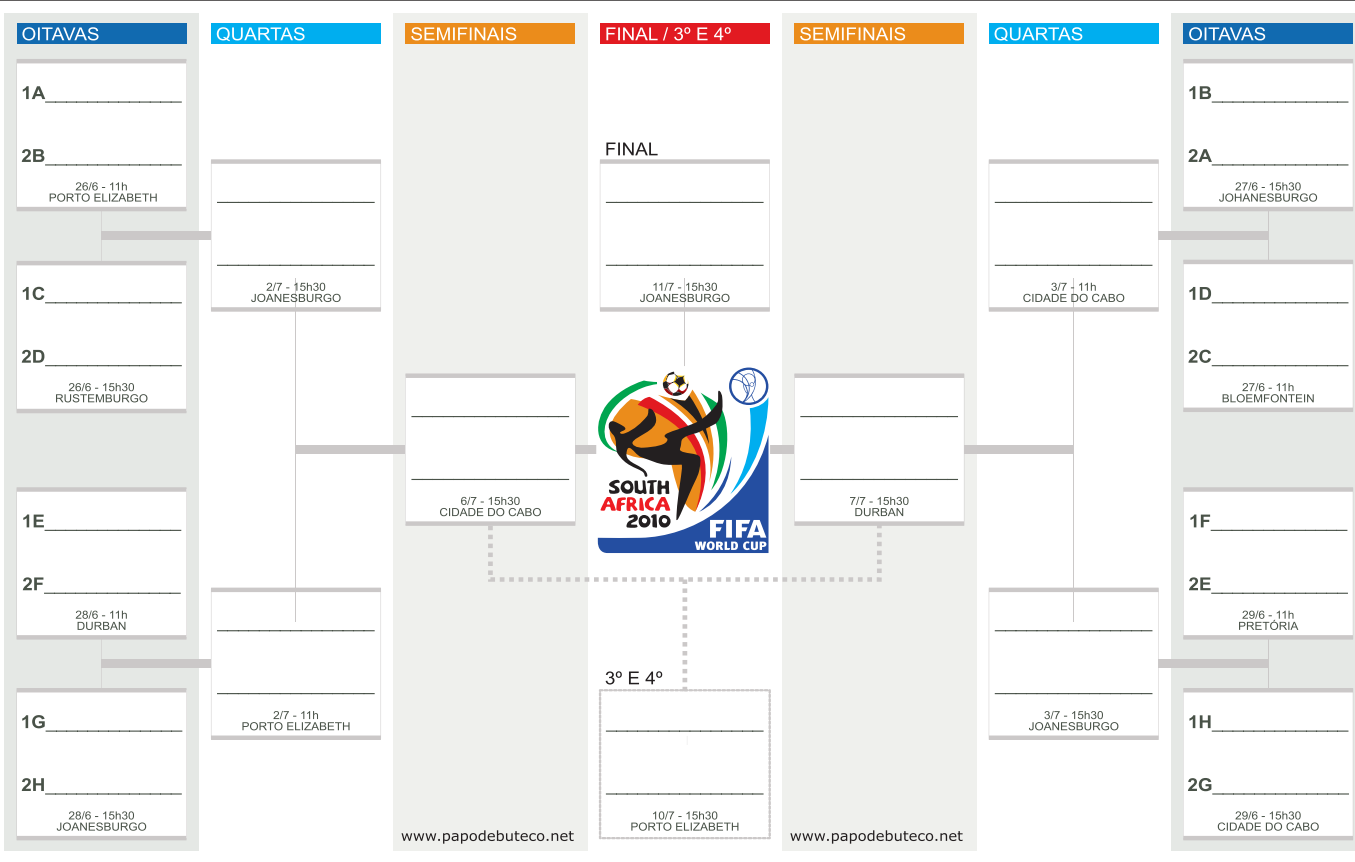 OITAVAS
QUARTAS
SEMIFINAIS
FINAL / 3º E 4º
SEMIFINAIS
QUARTAS
OITAVAS
1A
2B
26/6 - 11h
PORTO ELIZABETH
1C
2D
26/6 - 15h30
RUSTEMBURGO
1E
2F
28/6 - 11h
DURBAN
1G
2H
28/6 - 15h30
JOANESBURGO
2/7 - 15h30
JOANESBURGO
2/7 - 11h
PORTO ELIZABETH
6/7 - 15h30
CIDADE DO CABO
www.papodebuteco.net
FINAL
11/7 - 15h30
JOANESBURGO
SOUTH
AFRICA
2010
FIFA
WORLD CUP
3º E 4º
10/7 - 15h30
PORTO ELIZABETH
7/7 - 15h30
DURBAN
www.papodebuteco.net
3/7 - 11h
CIDADE DO CABO
3/7 - 15h30
JOANESBURGO
1B
2A
27/6 - 15h30
JOHANESBURGO
1D
2C
27/6 - 11h
BLOEMFONTEIN
1F
2E
29/6 - 11h
PRETÓRIA
1H
2G
29/6 - 15h30
CIDADE DO CABO